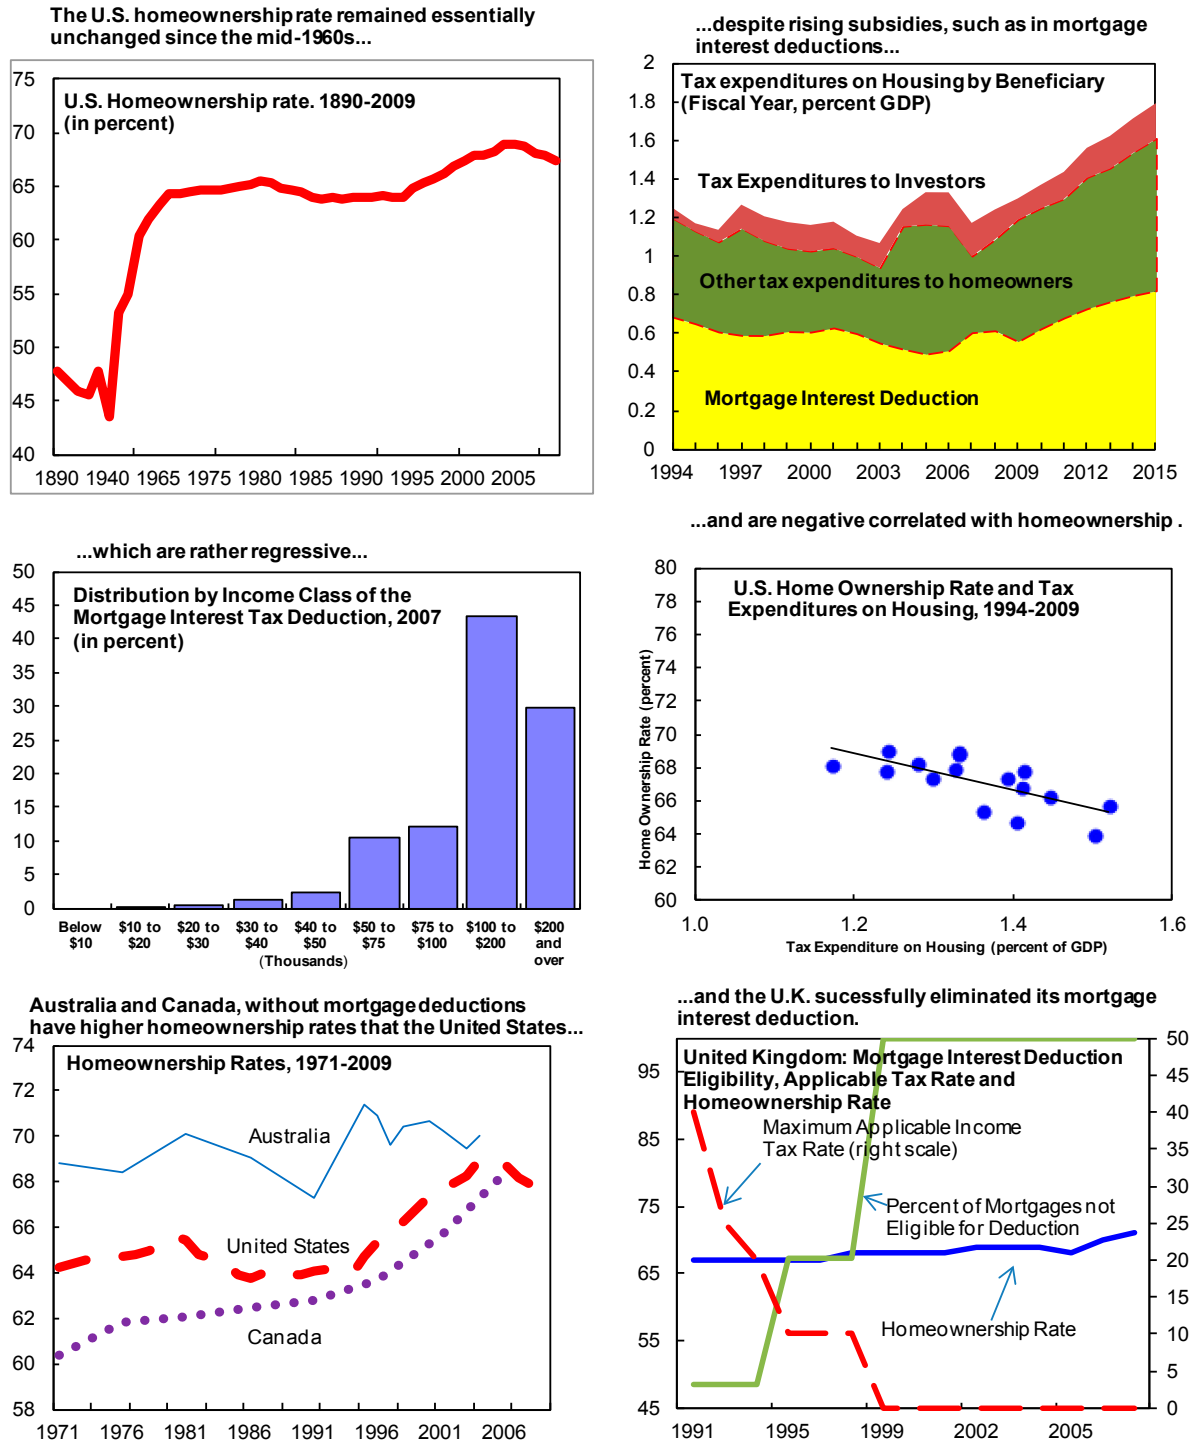 The U.S. homeownership rate remained essentially
unchanged since the mid-1960s...
75
70
65
60
55
50
45
40
U.S. Homeownership rate. 1890-2009
(in percent)
1890 1940 1965 1975 1980 1985 1990 1995 2000 2005
...despite rising subsidies, such as in mortgage
interest deductions...
2
1.8
1.6
1.4
1.2
1
0.8
0.6
0.4
0.2
0
Tax expenditures on Housing by Beneficiary
(Fiscal Year, percent GDP)
Tax Expenditures to Investors
Other tax expenditures to homeowners
Mortgage Interest Deduction
1994 1997 2000 2003 2006 2009 2012 2015
...which are rather regressive...
50
45
40
35
30
25
20
15
10
5
0
Distribution by Income Class of the
Mortgage Interest Tax Deduction, 2007
(in percent)
Below $10 to $20 to $30 to $40 to $50 to $75 to $100 to $200
$10 $20 $30 $40 $50 $75 $100 $200 and
(Thousands) over
...and are negative correlated with homeownership .
80
78
76
74
72
70
68
66
64
62
60
Home Ownership Rate (percent)
U.S. Home Ownership Rate and Tax
Expenditures on Housing, 1994-2009
1.0 1.2 1.4 1.6
Tax Expenditure on Housing (percent of GDP)
Australia and Canada, without mortgage deductions
have higher homeownership rates that the United States...
74
72
70
68
66
64
62
60
58
Homeownership Rates, 1971-2009
Australia
United States
Canada
1971 1976 1981 1986 1991 1996 2001 2006
...and the U.K. sucessfully eliminated its mortgage
interest deduction.
95
85
75
65
55
45
United Kingdom: Mortgage Interest Deduction
Eligibility, Applicable Tax Rate and
Homeownership Rate
Maximum Applicable Income
Tax Rate (right scale)
Percent of Mortgages not
Eligible for Deduction
Homeownership Rate
50
45
40
35
30
25
20
15
10
5
0
1991 1995 1999 2002 2005